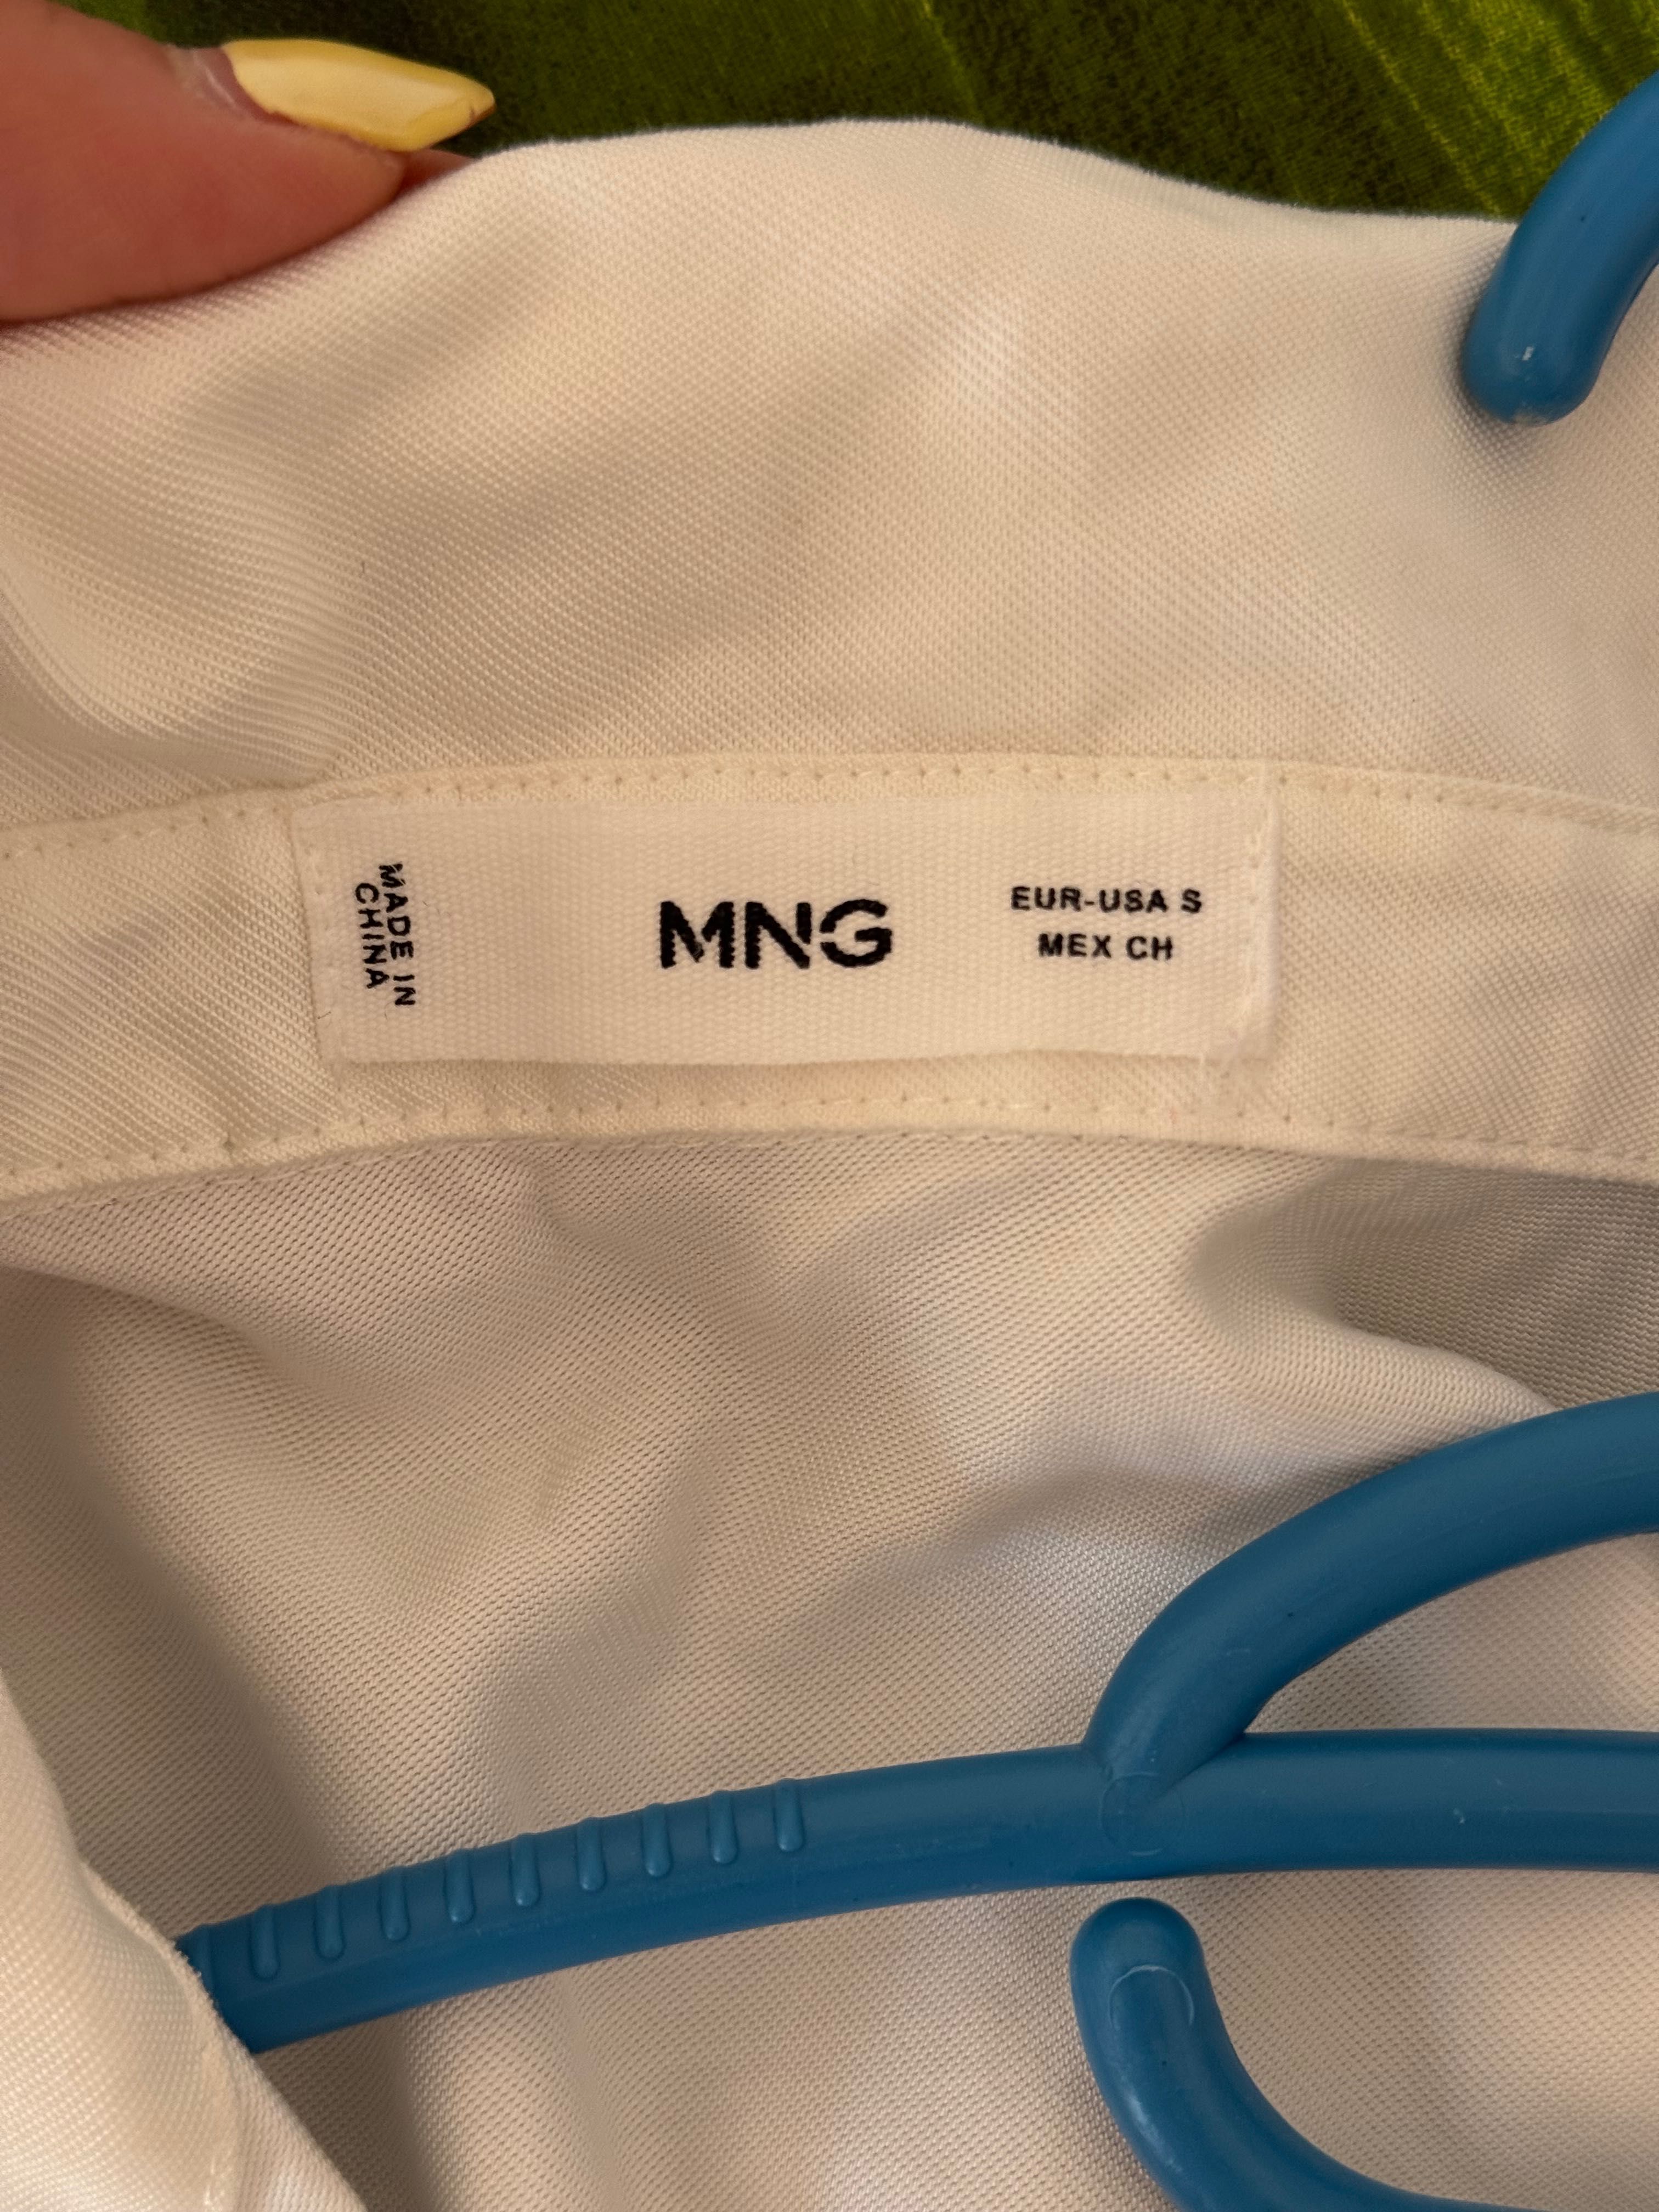 MADE IN
CHINA
MNG
EUR-USA S
MEX CH